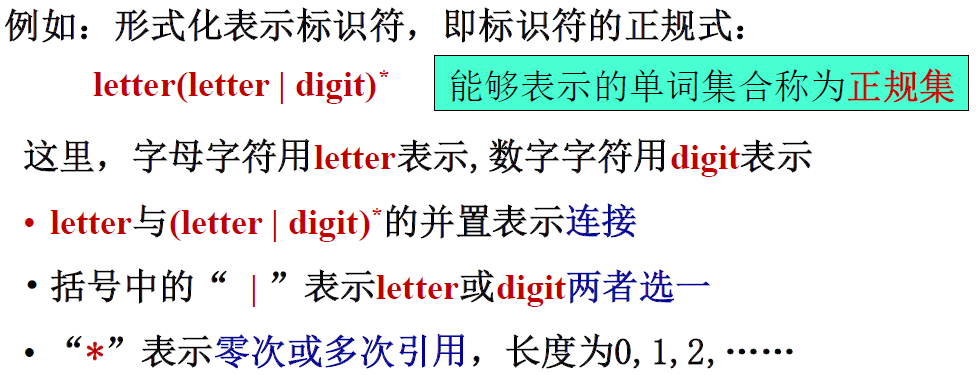 例如：形式化表示标识符，即标识符的正规式：
letter(letter | digit)*
能够表示的单词集合称为正规集
这里，字母字符用letter表示,数字字符用digit表示
• letter与(letter | digit)*的并置表示连接
• 括号中的“ | ”表示letter或digit两者选一
• “*”表示零次或多次引用，长度为0,1,2,……